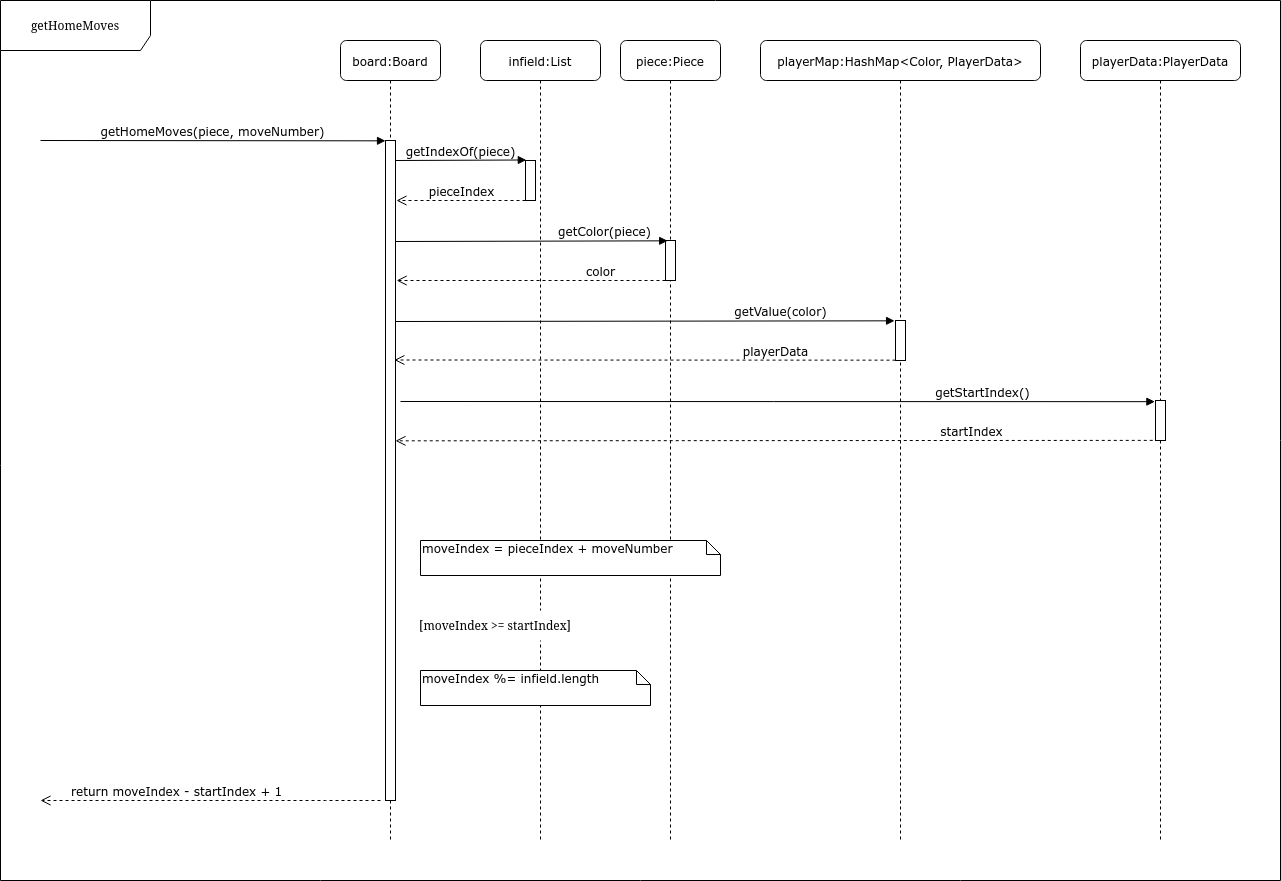 getHomeMoves
board:Board
infield:List
piece:Piece
playerMap:HashMap<Color, PlayerData>
playerData:PlayerData
getHomeMoves(piece, moveNumber)
getIndexOf(piece)
pieceIndex
getColor(piece)
color
getValue(color)
playerData
getStartIndex()
startIndex
moveIndex = pieceIndex + moveNumber
[moveIndex >= startIndex]
moveIndex %= infield.length
return moveIndex - startIndex + 1